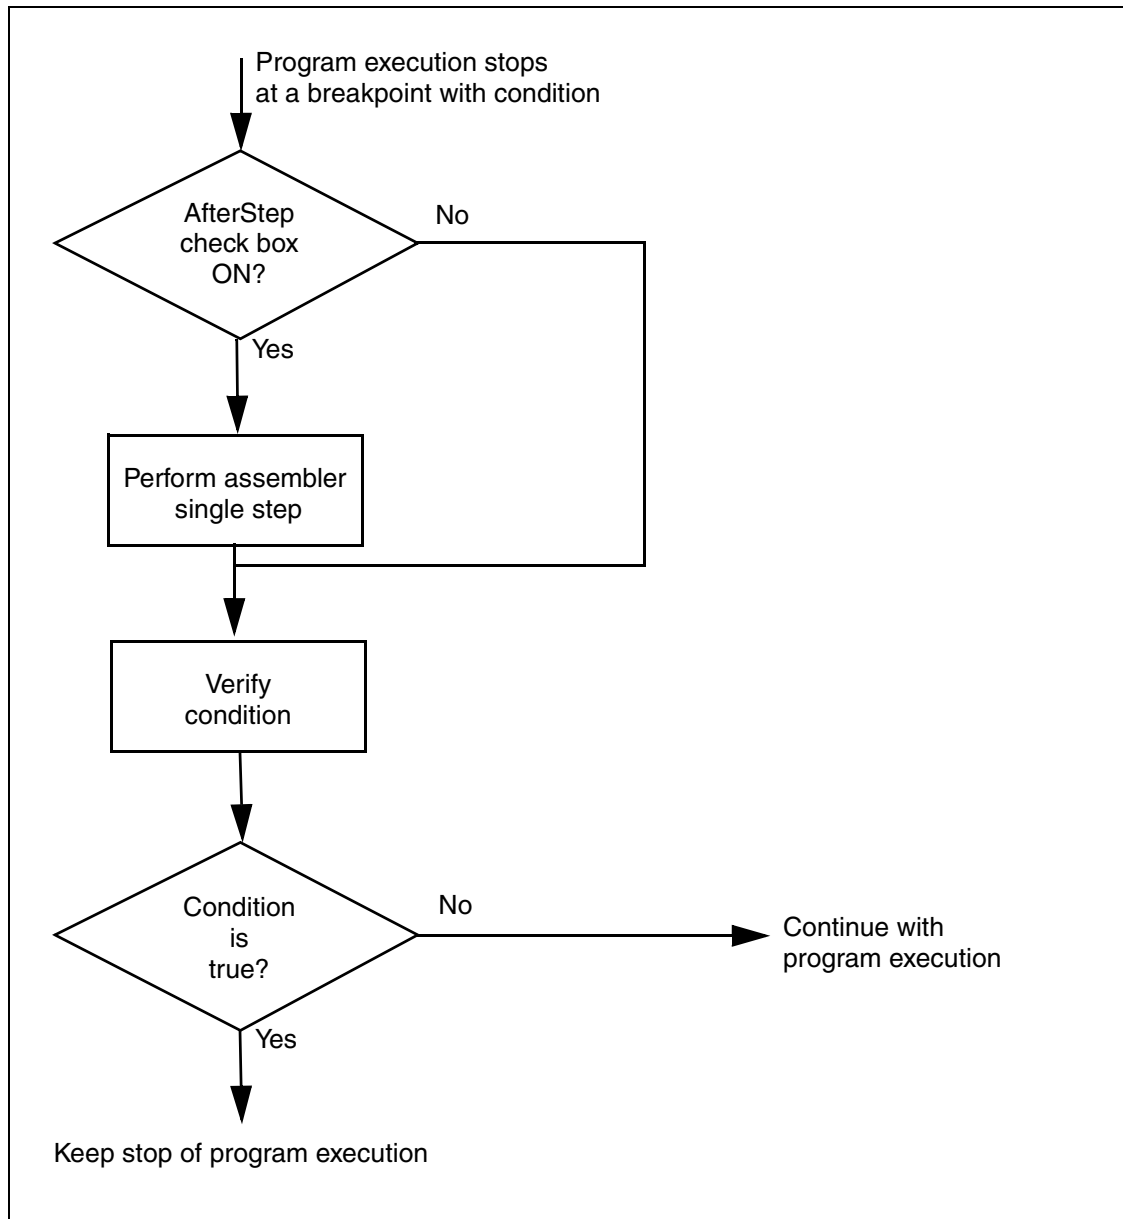 Program execution stops
at a breakpoint with condition
AfterStep
check box
ON?
No
Yes
Perform assembler
single step
Verify
condition
Condition
is
true?
No
Continue with
program execution
Yes
Keep stop of program execution